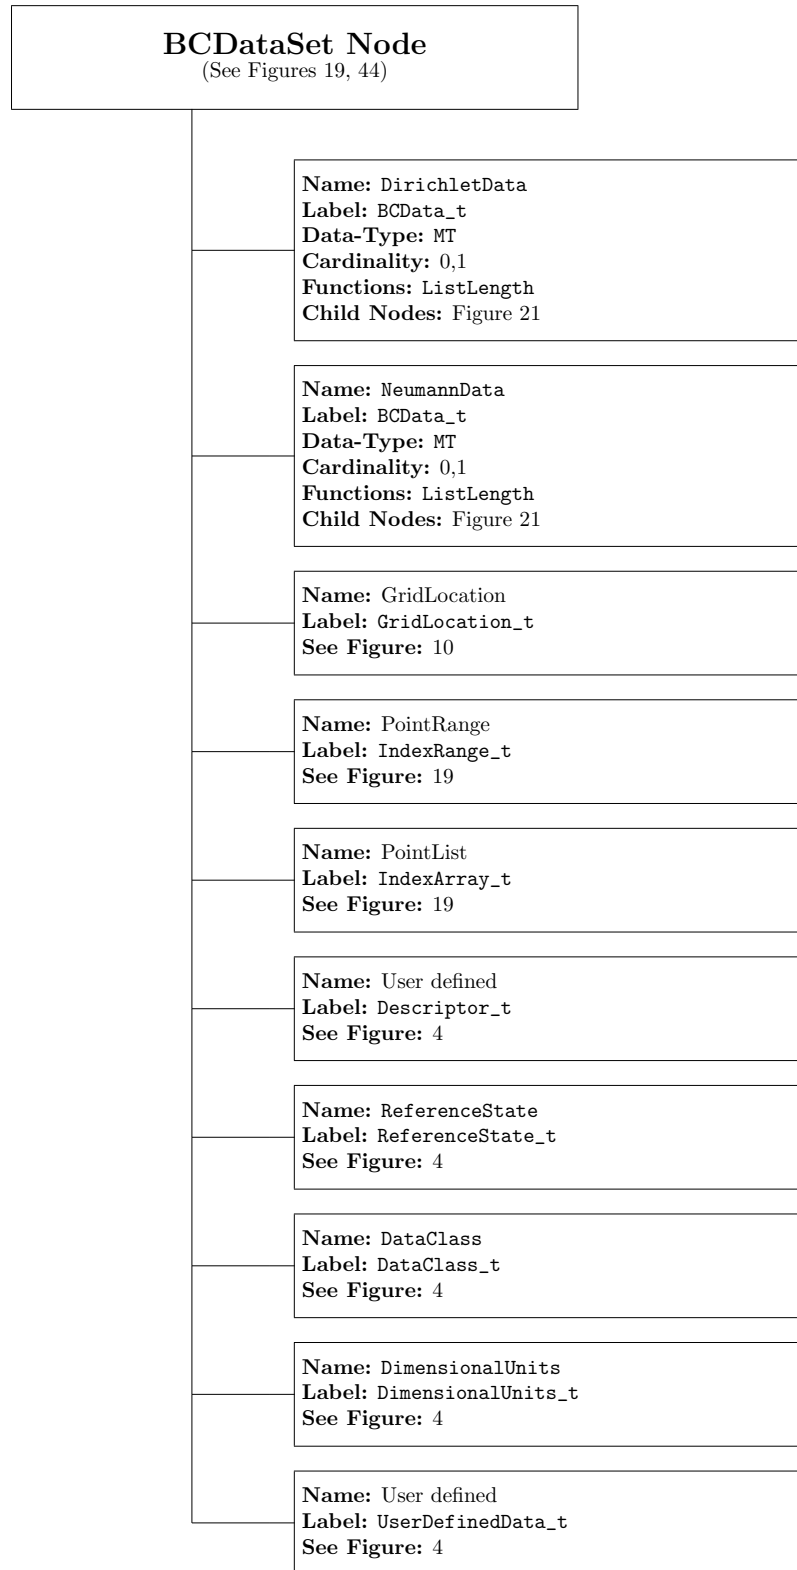 BCDataSet Node
(See Figures 19, 44)
Name: DirichletData
Label: BCData_t
Data-Type: MT
Cardinality: 0,1
Functions: ListLength
Child Nodes: Figure 21
Name: NeumannData
Label: BCData_t
Data-Type: MT
Cardinality: 0,1
Functions: ListLength
Child Nodes: Figure 21
Name: GridLocation
Label: GridLocation_t
See Figure: 10
Name: PointRange
Label: IndexRange_t
See Figure: 19
Name: PointList
Label: IndexArray_t
See Figure: 19
Name: User defined
Label: Descriptor_t
See Figure: 4
Name: ReferenceState
Label: ReferenceState_t
See Figure: 4
Name: DataClass
Label: DataClass_t
See Figure: 4
Name: DimensionalUnits
Label: DimensionalUnits_t
See Figure: 4
Name: User defined
Label: UserDefinedData_t
See Figure: 4